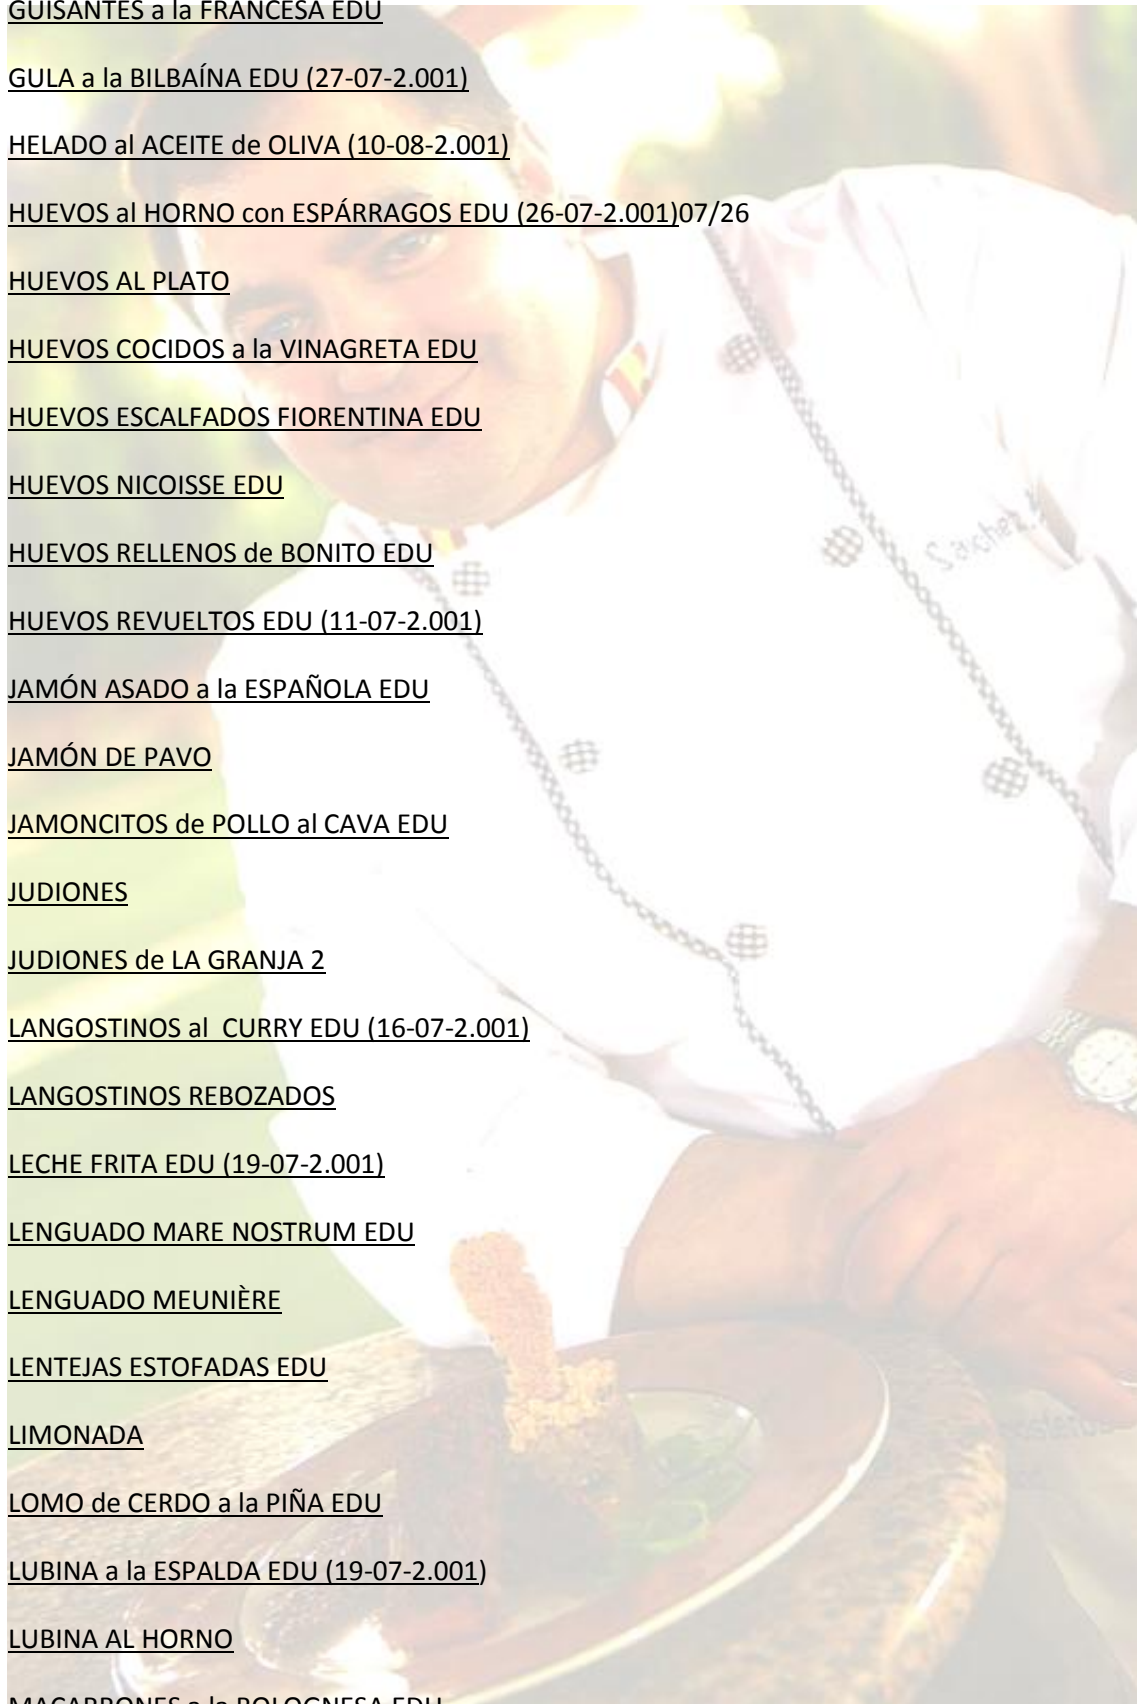 GUISANTES a la FRANCESA EDU
GULA a la BILBAÍNA EDU (27-07-2.001)
HELADO al ACEITE de OLIVA (10-08-2.001)
HUEVOS al HORNO con ESPÁRRAGOS EDU (26-07-2.001)07/26
HUEVOS AL PLATO
HUEVOS COCIDOS a la VINAGRETA EDU
HUEVOS ESCALFADOS FIORENTINA EDU
HUEVOS NICOISSE EDU
HUEVOS RELLENOS de BONITO EDU
Sánchez
HUEVOS REVUELTOS EDU (11-07-2.001)
JAMÓN ASADO a la ESPAÑOLA EDU
JAMÓN DE PAVO
JAMONCITOS de POLLO al CAVA EDU
JUDIONES
JUDIONES de LA GRANJA 2
LANGOSTINOS al  CURRY EDU (16-07-2.001)
LANGOSTINOS REBOZADOS
LECHE FRITA EDU (19-07-2.001)
LENGUADO MARE NOSTRUM EDU
LENGUADO MEUNIÈRE
LENTEJAS ESTOFADAS EDU
LIMONADA
LOMO de CERDO a la PIÑA EDU
LUBINA a la ESPALDA EDU (19-07-2.001)
LUBINA AL HORNO
MACARRONES a la BOLOGNESA EDU